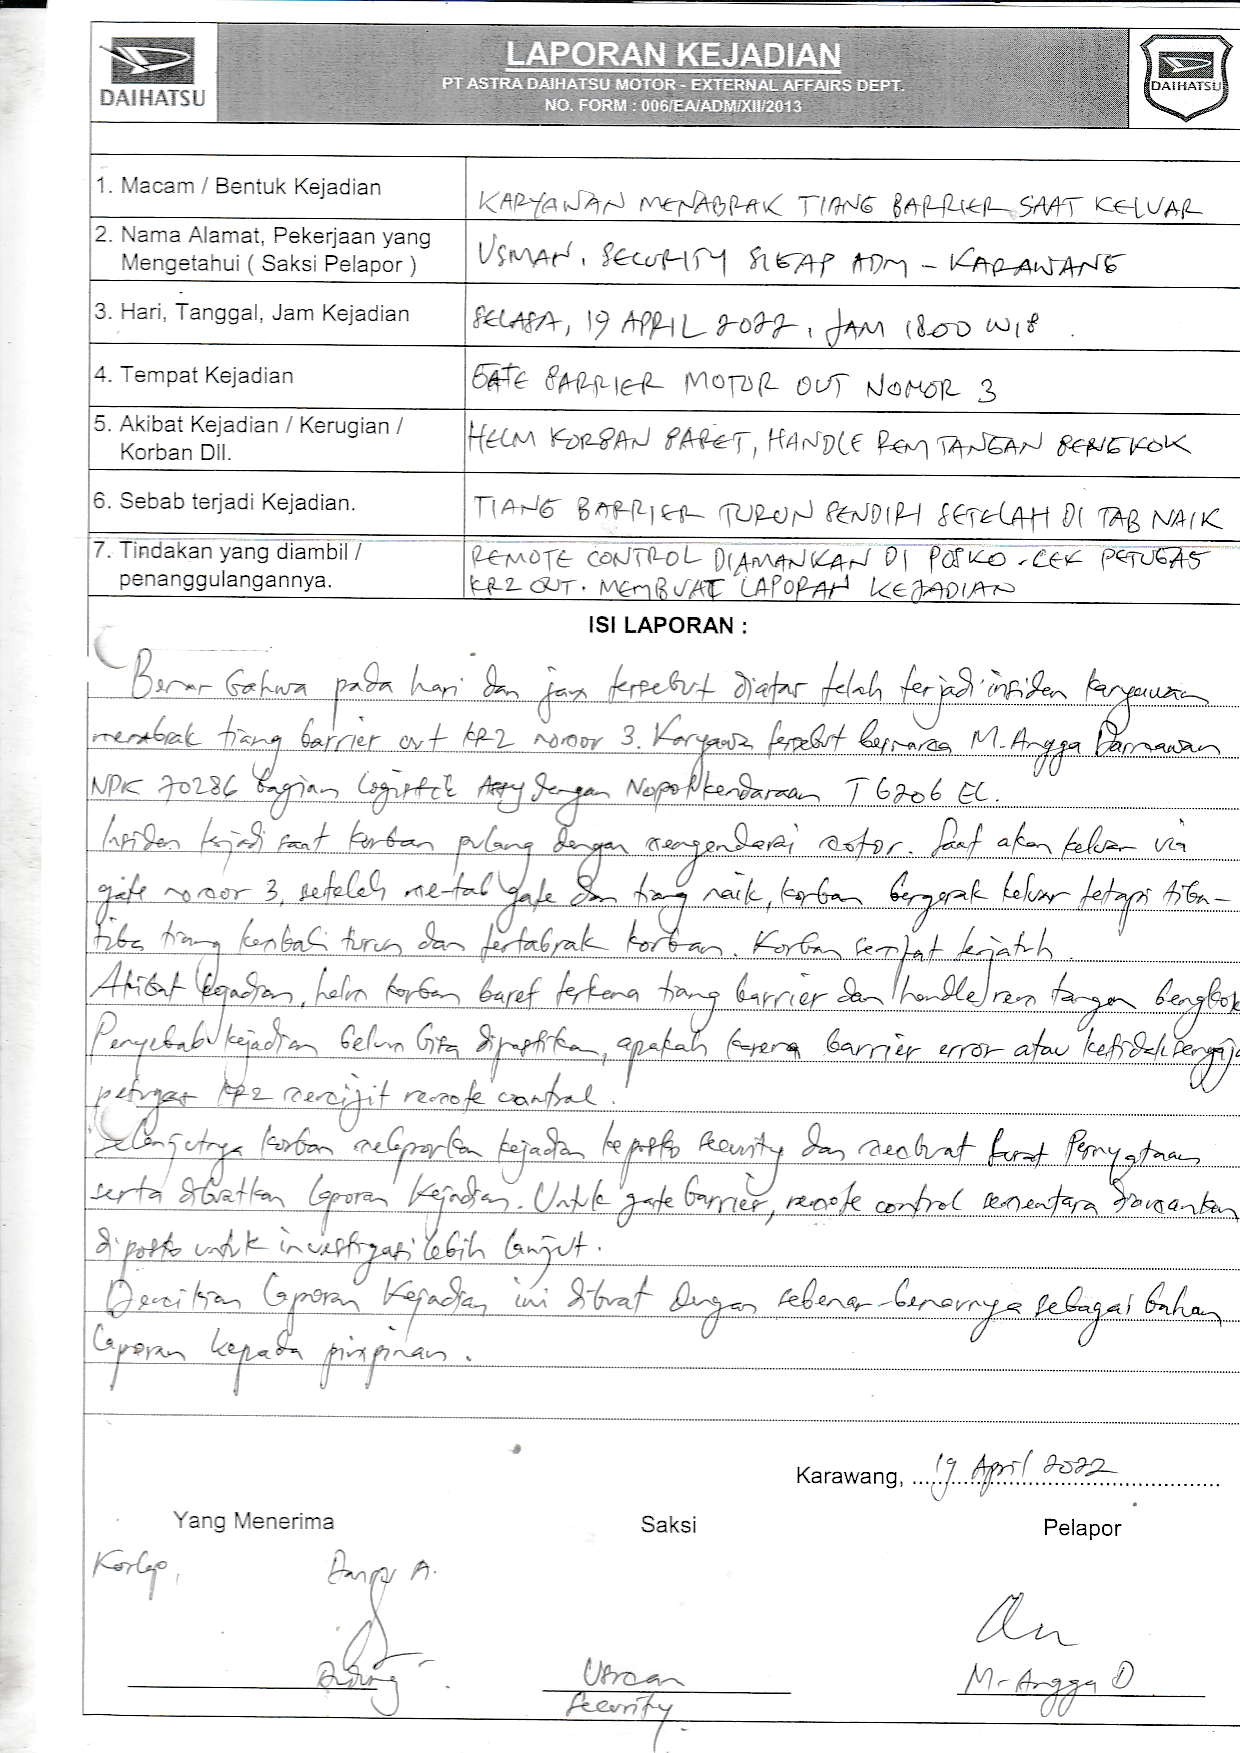 DAIHATSU
LAPORAN KEJADIAN
PT ASTRA DAIHATSU MOTOR - EXTERNAL AFFAIRS DEPT.
NO. FORM : 006/EA/ADM/XII/2013
DAIHATSU
1. Macam / Bentuk Kejadian
KARYAWAN MENABRAK TIANG BARRIER SAAT KELUAR
2. Nama Alamat, Pekerjaan yang
Mengetahui ( Saksi Pelapor )
USMAN, SECURITY SIGAP ADM - KARAWANG
3. Hari, Tanggal, Jam Kejadian
SELASA, 19 APRIL 2022, JAM 1800 WIB
4. Tempat Kejadian
GATE BARRIER MOTOR OUT NOMOR 3
5. Akibat Kejadian / Kerugian /
Korban Dll.
HELM KORBAN BARET, HANDLE REM TANGAN BENGKOK
6. Sebab terjadi Kejadian.
TIANG BARRIER TURUN SENDIRI SETELAH DI TAB NAIK
7. Tindakan yang diambil /
penanggulangannya.
REMOTE CONTROL DIAMANKAN DI POSKO. CEK PETUGAS
KR2 OUT. MEMBUAT LAPORAN KEJADIAN
ISI LAPORAN :
Benar bahwa pada hari dan jam tersebut diatas telah terjadi insiden karyawan
menabrak tiang barrier out KR2 nomor 3. Karyawan tersebut bernama M. Angga Darmawan
NPK 70286 bagian Logistik Assy dengan Nopol kendaraan T 6206 EL.
Insiden terjadi saat korban pulang dengan mengendarai motor. Saat akan keluar via
gate nomor 3, setelah men-tab gate dan tiang naik, korban bergerak keluar tetapi tiba-
tiba tiang kembali turun dan tertabrak korban. Korban sempat terjatuh.
Akibat kejadian, helm korban baret terkena tiang barrier dan handle rem tangan bengkok
Penyebab kejadian belum bisa dipastikan, apakah karena barrier error atau ketidaksengaja
petugas KR2 mencijit remote control.
Selanjutnya korban melaporkan kejadian ke posko security dan membuat surat Pernyataan
serta dibuatkan Laporan Kejadian. Untuk gate barrier, remote control sementara diamankan
di posko untuk investigasi lebih lanjut.
Demikian Laporan Kejadian ini dibuat dengan sebenar-benarnya sebagai bahan
laporan kepada pimpinan.
Karawang, 19 April 2022
Yang Menerima
Saksi
Pelapor
Usman
M. Angga D
Security